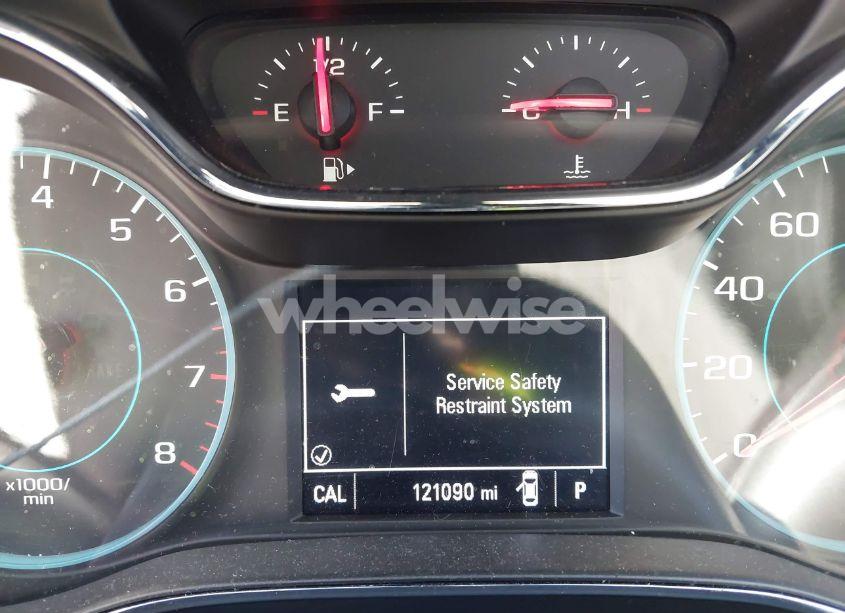 1/2
E F
C H
4
5
6
7
8
x1000/
min
60
40
20
0
wheelwise
Service Safety
Restraint System
CAL 121090 mi P